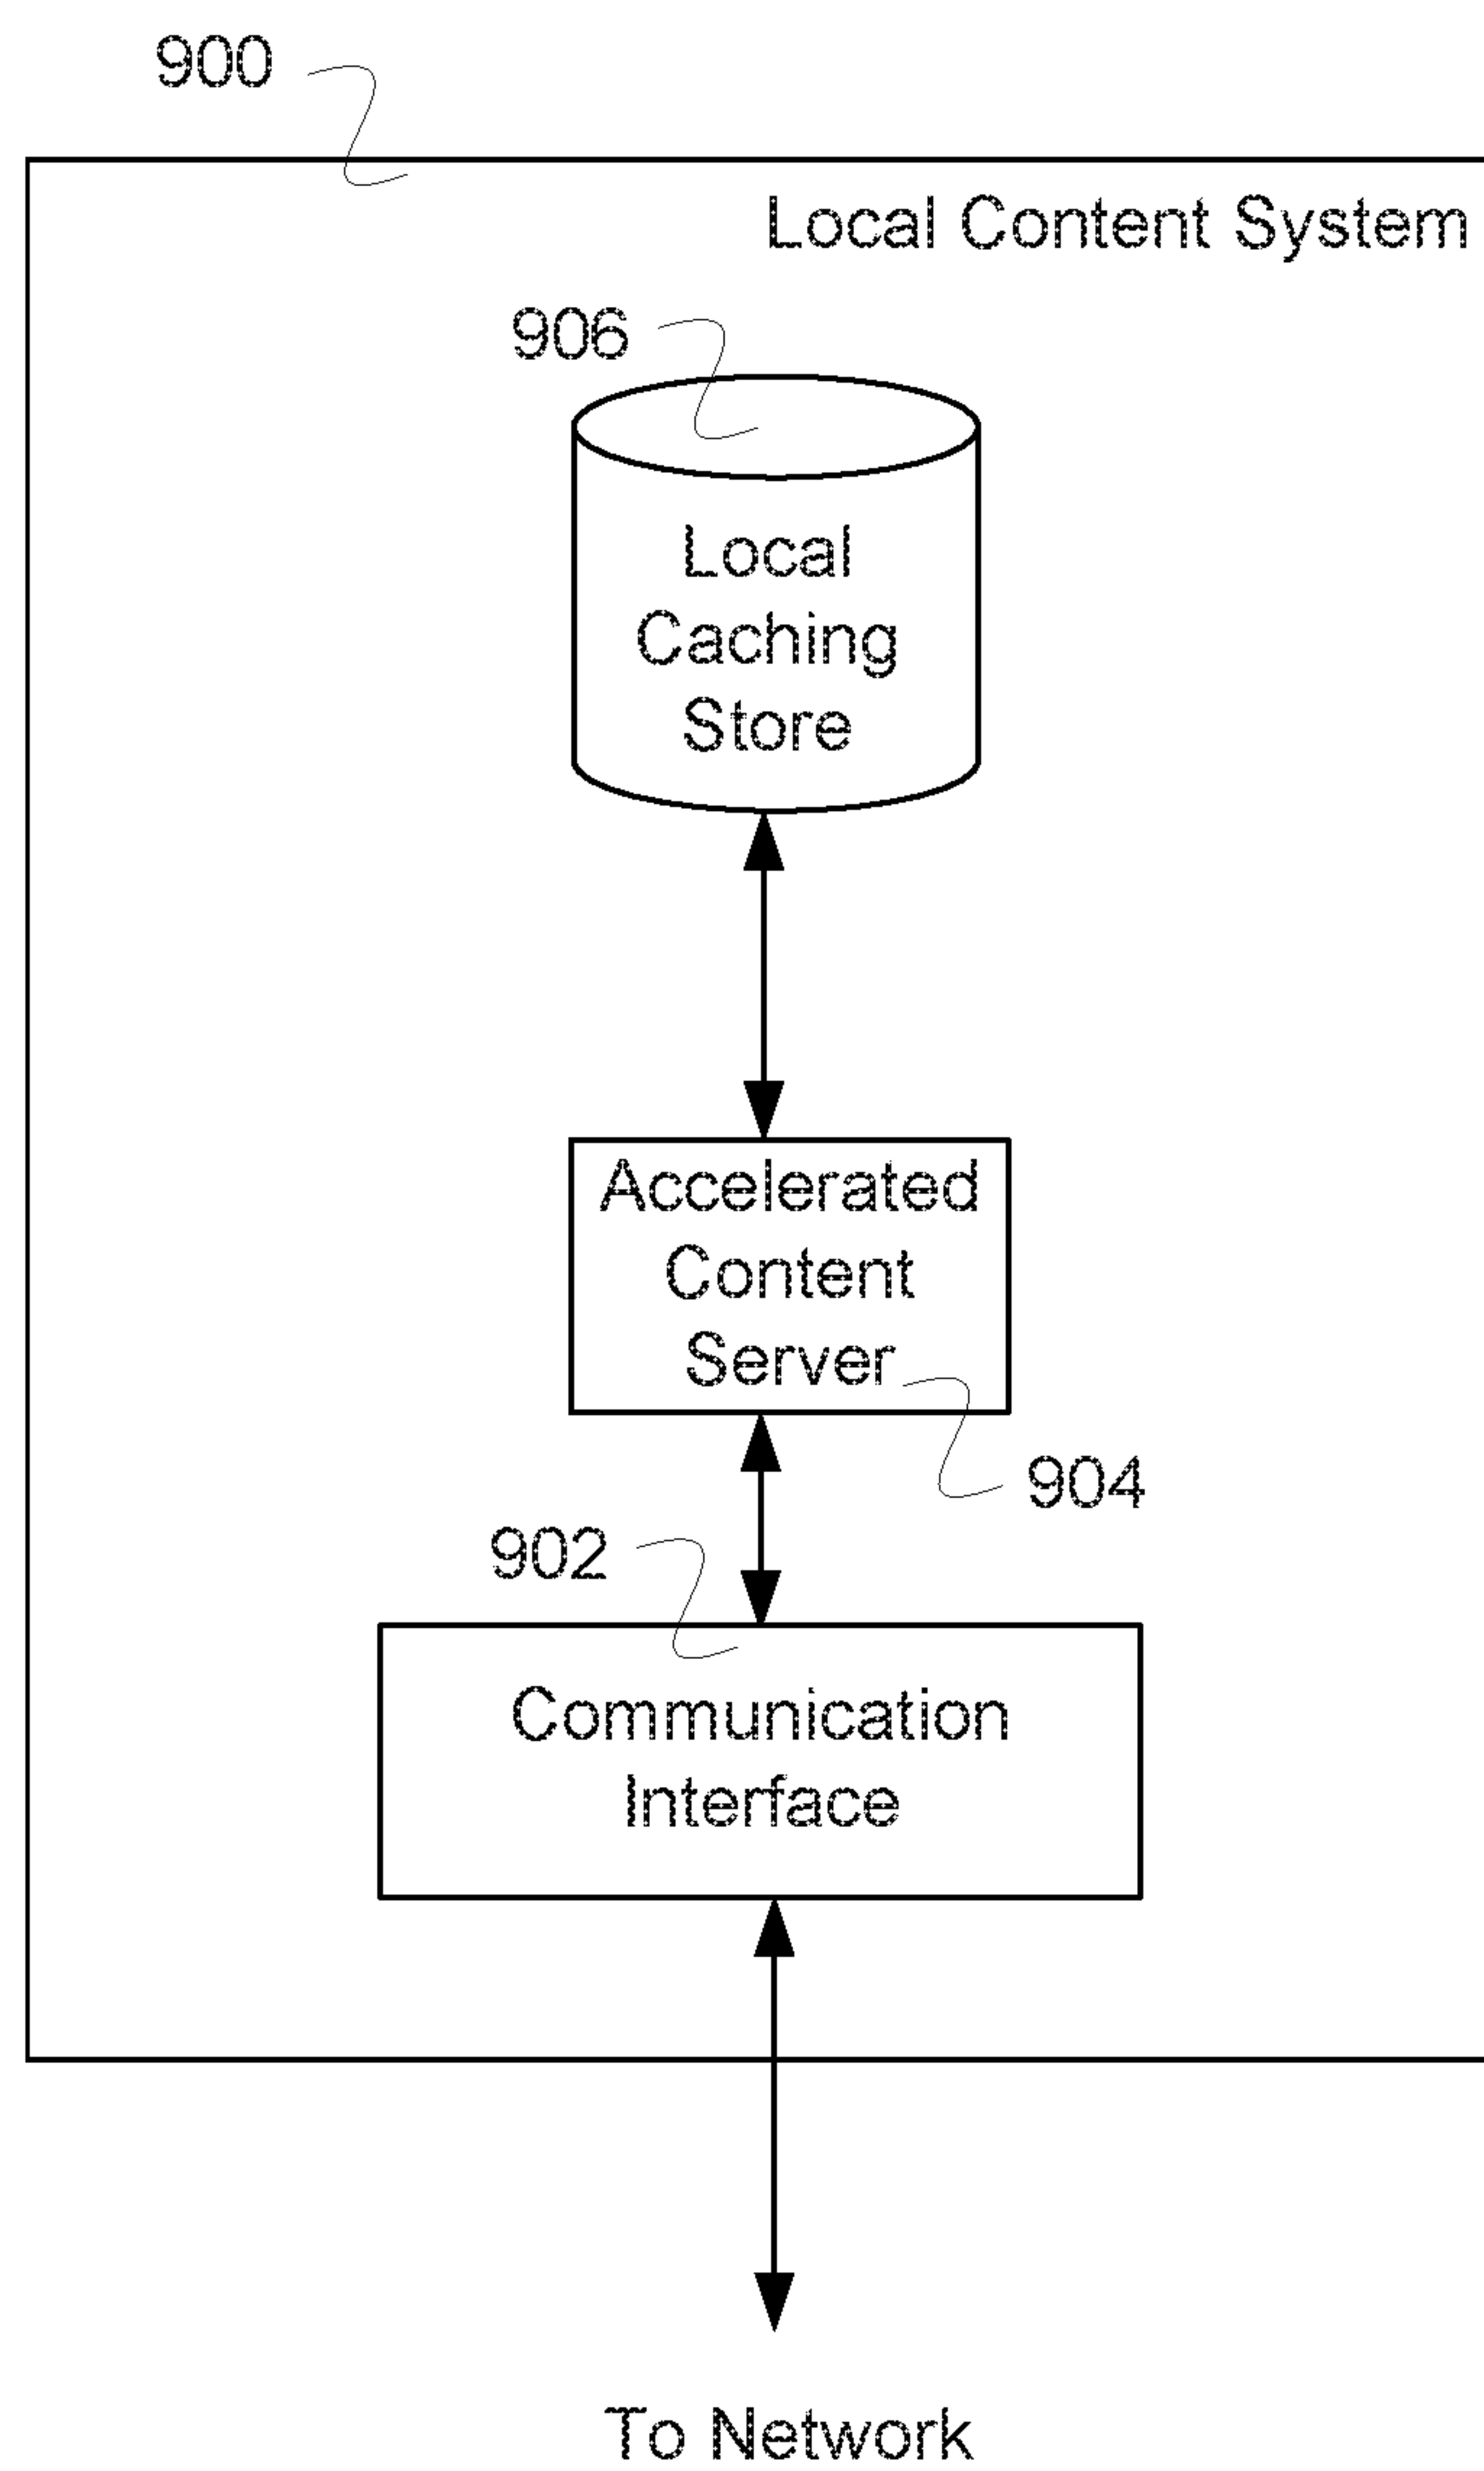 900
Local Content System
906
Local
Caching
Store
Accelerated
Content
Server
904
902
Communication
Interface
To Network